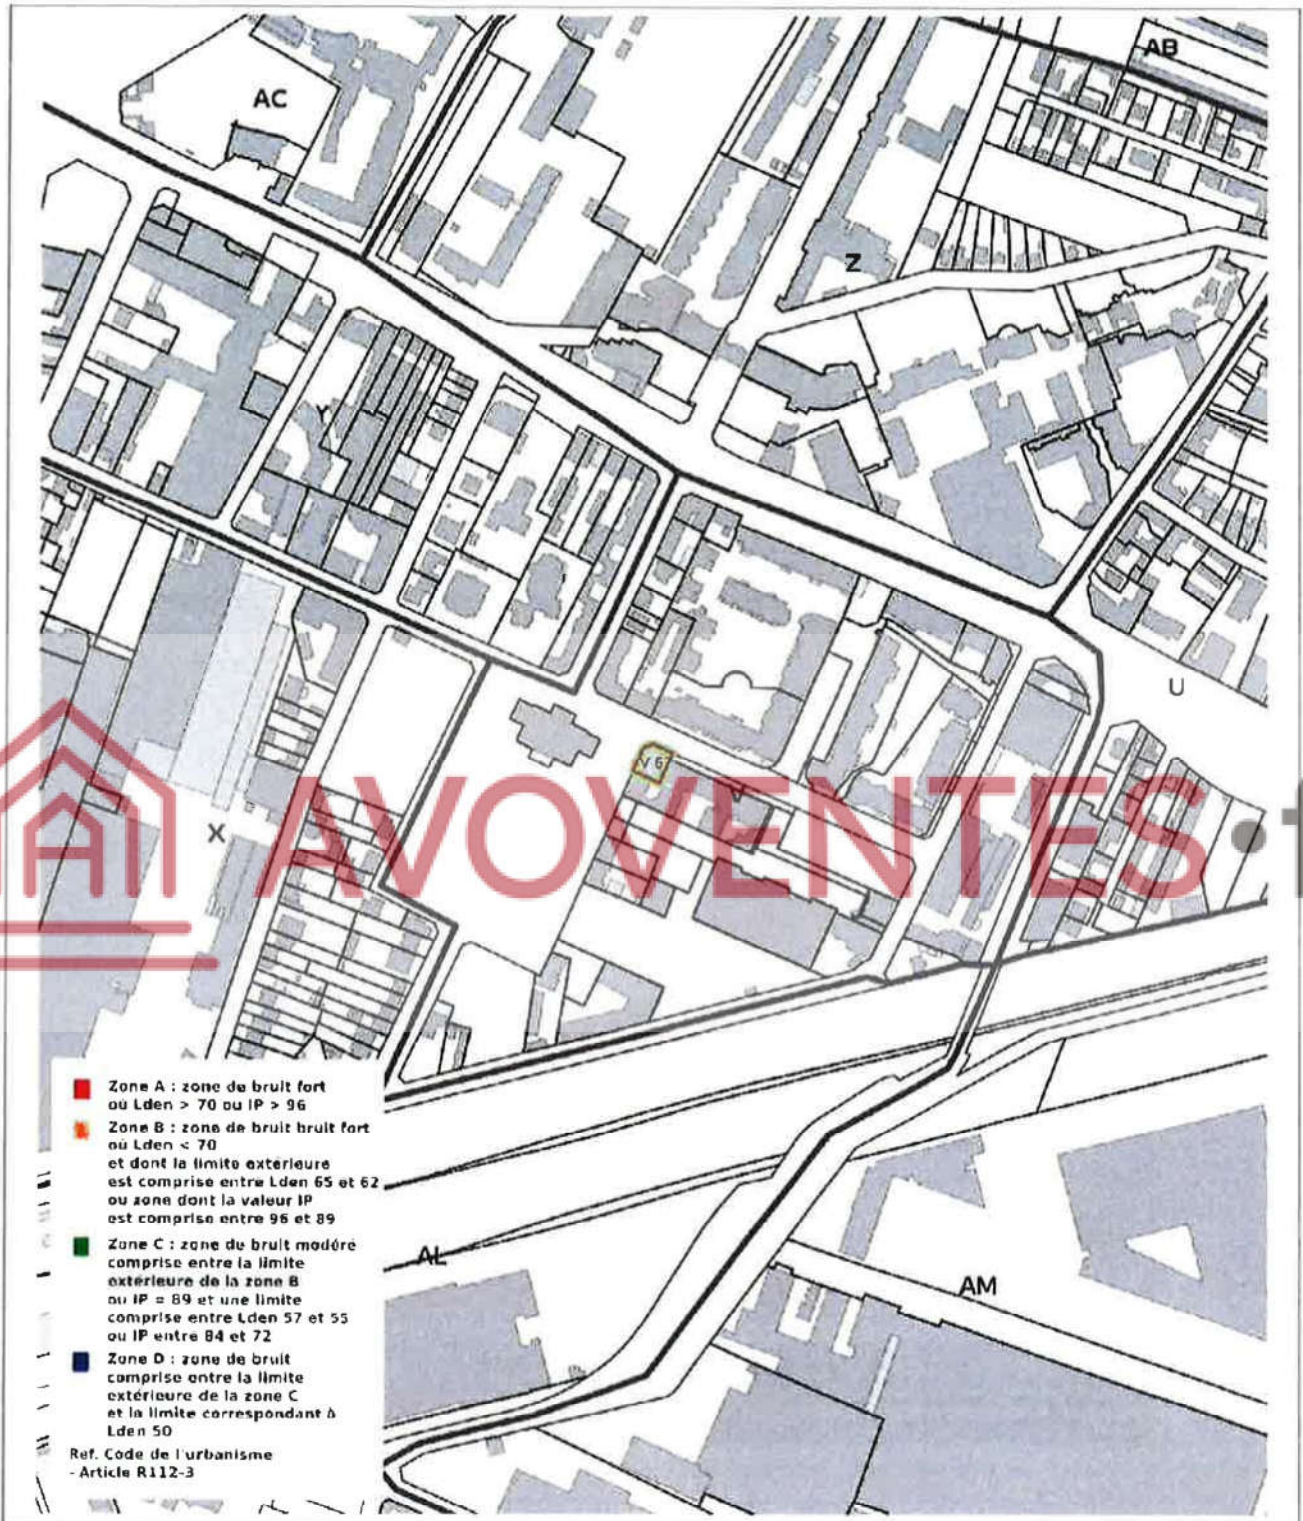 AB
AC
Z
U
V 6
X
AVOVENTES
Zone A : zone de bruit fort
où Lden > 70 ou IP > 96
Zone B : zone de bruit bruit fort
où Lden < 70
et dont la limite extérieure
est comprise entre Lden 65 et 62
ou zone dont la valeur IP
est comprise entre 96 et 89
Zone C : zone de bruit modéré
comprise entre la limite
extérieure de la zone B
ou IP = 89 et une limite
comprise entre Lden 57 et 55
ou IP entre 84 et 72
Zone D : zone de bruit
comprise entre la limite
extérieure de la zone C
et la limite correspondant à
Lden 50
Ref. Code de l'urbanisme
- Article R112-3
AL
AM